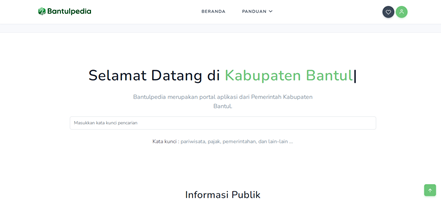 Bantulpedia BERANDA PANDUAN A
Selamat Datang di Kabupaten Bantul|
Bantulpedia merupakan portal aplikasi dari Pemerintah Kabupaten
Bantul.
Masukkan kata kunci pencarian
Kata kunci : pariwisata, pajak, pemerintahan, dan lain-lain ...
Informasi Publik